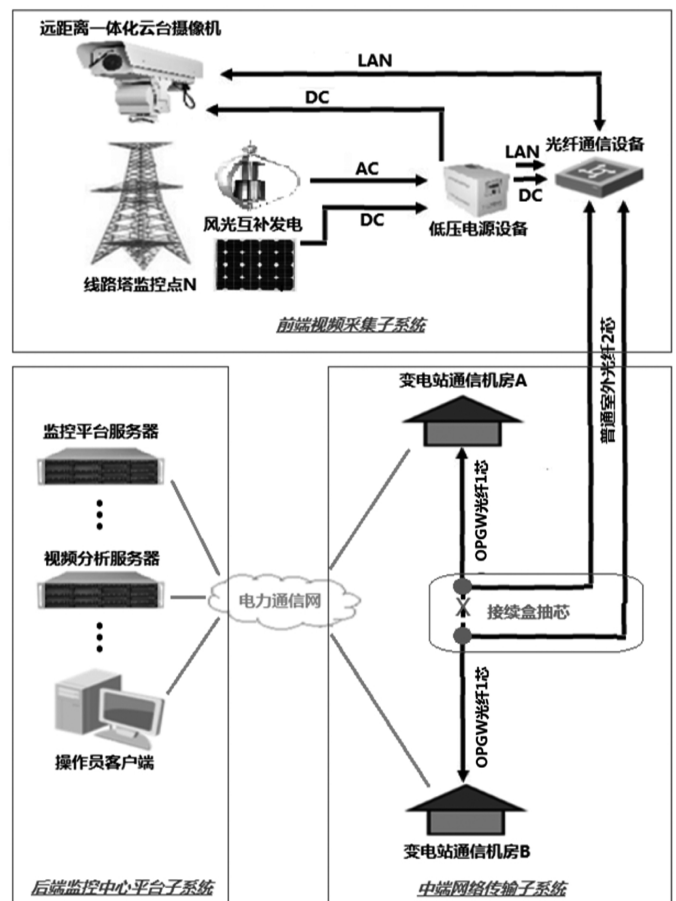 远距离一体化云台摄像机
LAN
DC
光纤通信设备
LAN
AC
DC
风光互补发电
DC
低压电源设备
线路塔监控点N
前端视频采集子系统
普通室外光纤2芯
变电站通信机房A
监控平台服务器
OPGW光纤1芯
视频分析服务器
电力通信网
接续盒抽芯
X
OPGW光纤1芯
操作员客户端
变电站通信机房B
后端监控中心平台子系统
中端网络传输子系统